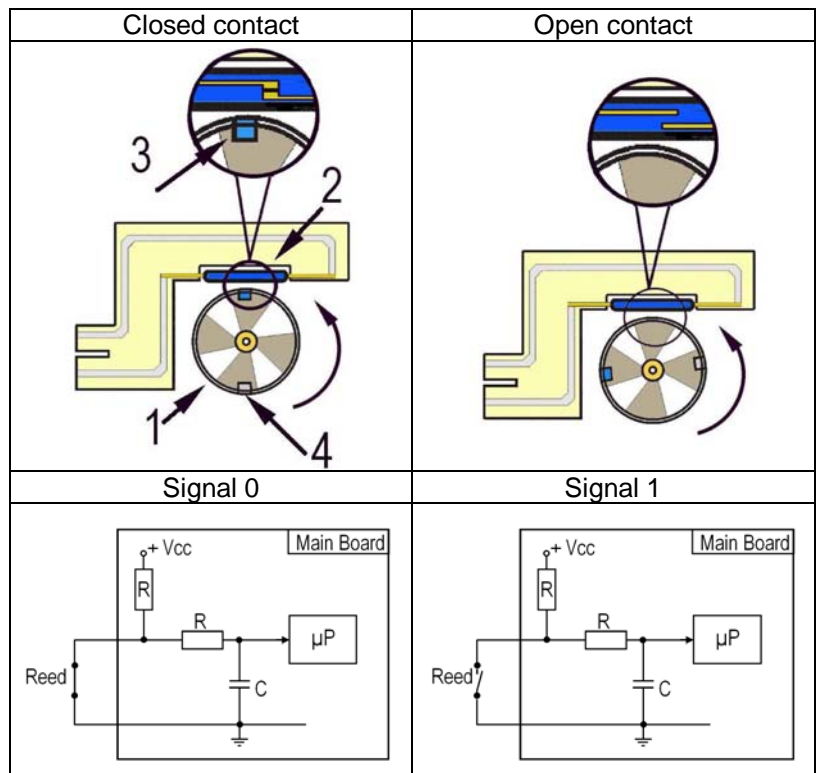 Closed contact
Open contact
3
2
1
4
Signal 0
Signal 1
+ Vcc
Main Board
R
R
µP
Reed
C
+ Vcc
Main Board
R
R
µP
Reed
C